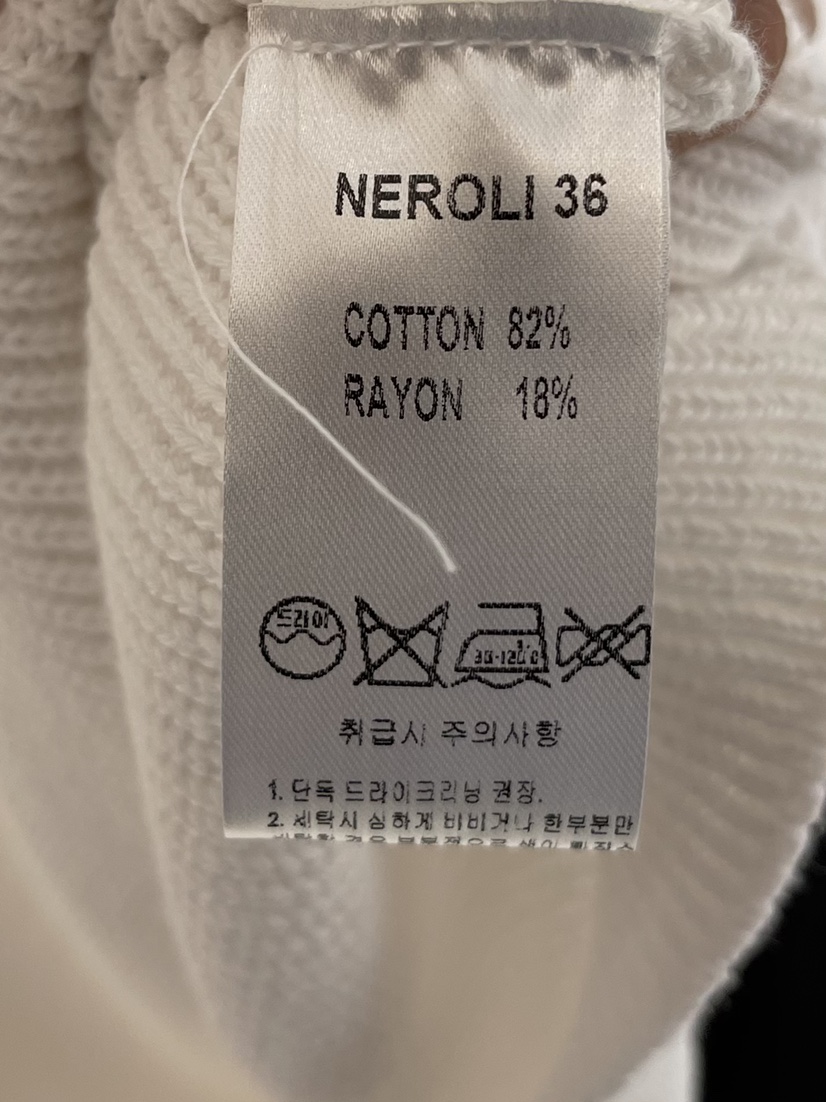 NEROLI 36
COTTON 82%
RAYON 18%
드라이
취급시 주의사항
1. 단독 드라이크리닝 권장.
2. 세탁시 심하게 비비거나 한부분만